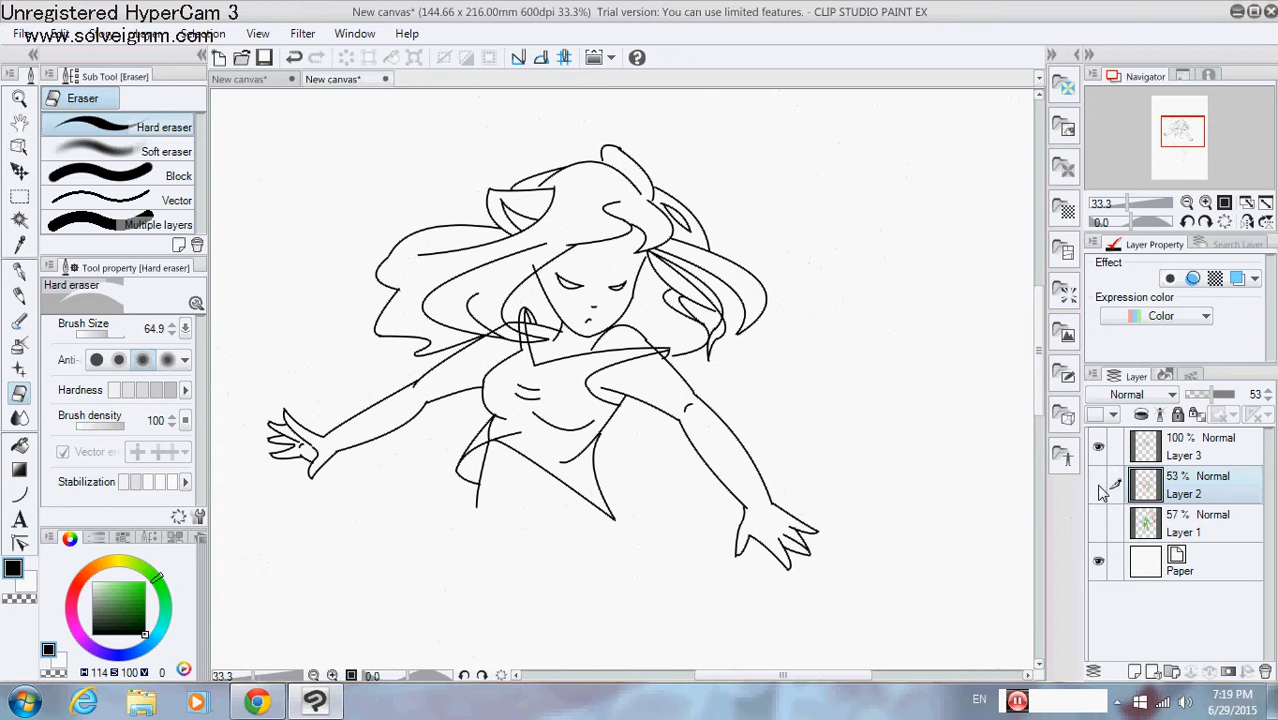 Unregistered HyperCam 3
New canvas* (144.66 x 216.00mm 600dpi 33.3%) Trial version: You can use limited features. - CLIP STUDIO PAINT EX
www.solveigmm.com
Selection View Filter Window Help
Sub Tool [Eraser]
New canvas*
New canvas*
Navigator
Eraser
Hard eraser
Soft eraser
Block
Vector
Multiple layers
33.3
0.0
Layer Property
Search Layer
Tool property [Hard eraser]
Hard eraser
Effect
Expression color
Color
Brush Size 64.9
Anti-
Hardness
Brush density 100
Vector e
Stabilization
Layer
Normal 53
100 % Normal
Layer 3
53 % Normal
Layer 2
57 % Normal
Layer 1
Paper
H 114 S 100 V 0
33.3
0.0
EN
7:19 PM
6/29/2015